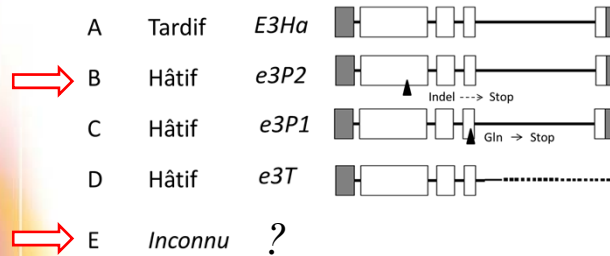 A Tardif E3Ha
B Hâtif e3P2
Indel ---> Stop
C Hâtif e3P1
Gln → Stop
D Hâtif e3T
E Inconnu ?